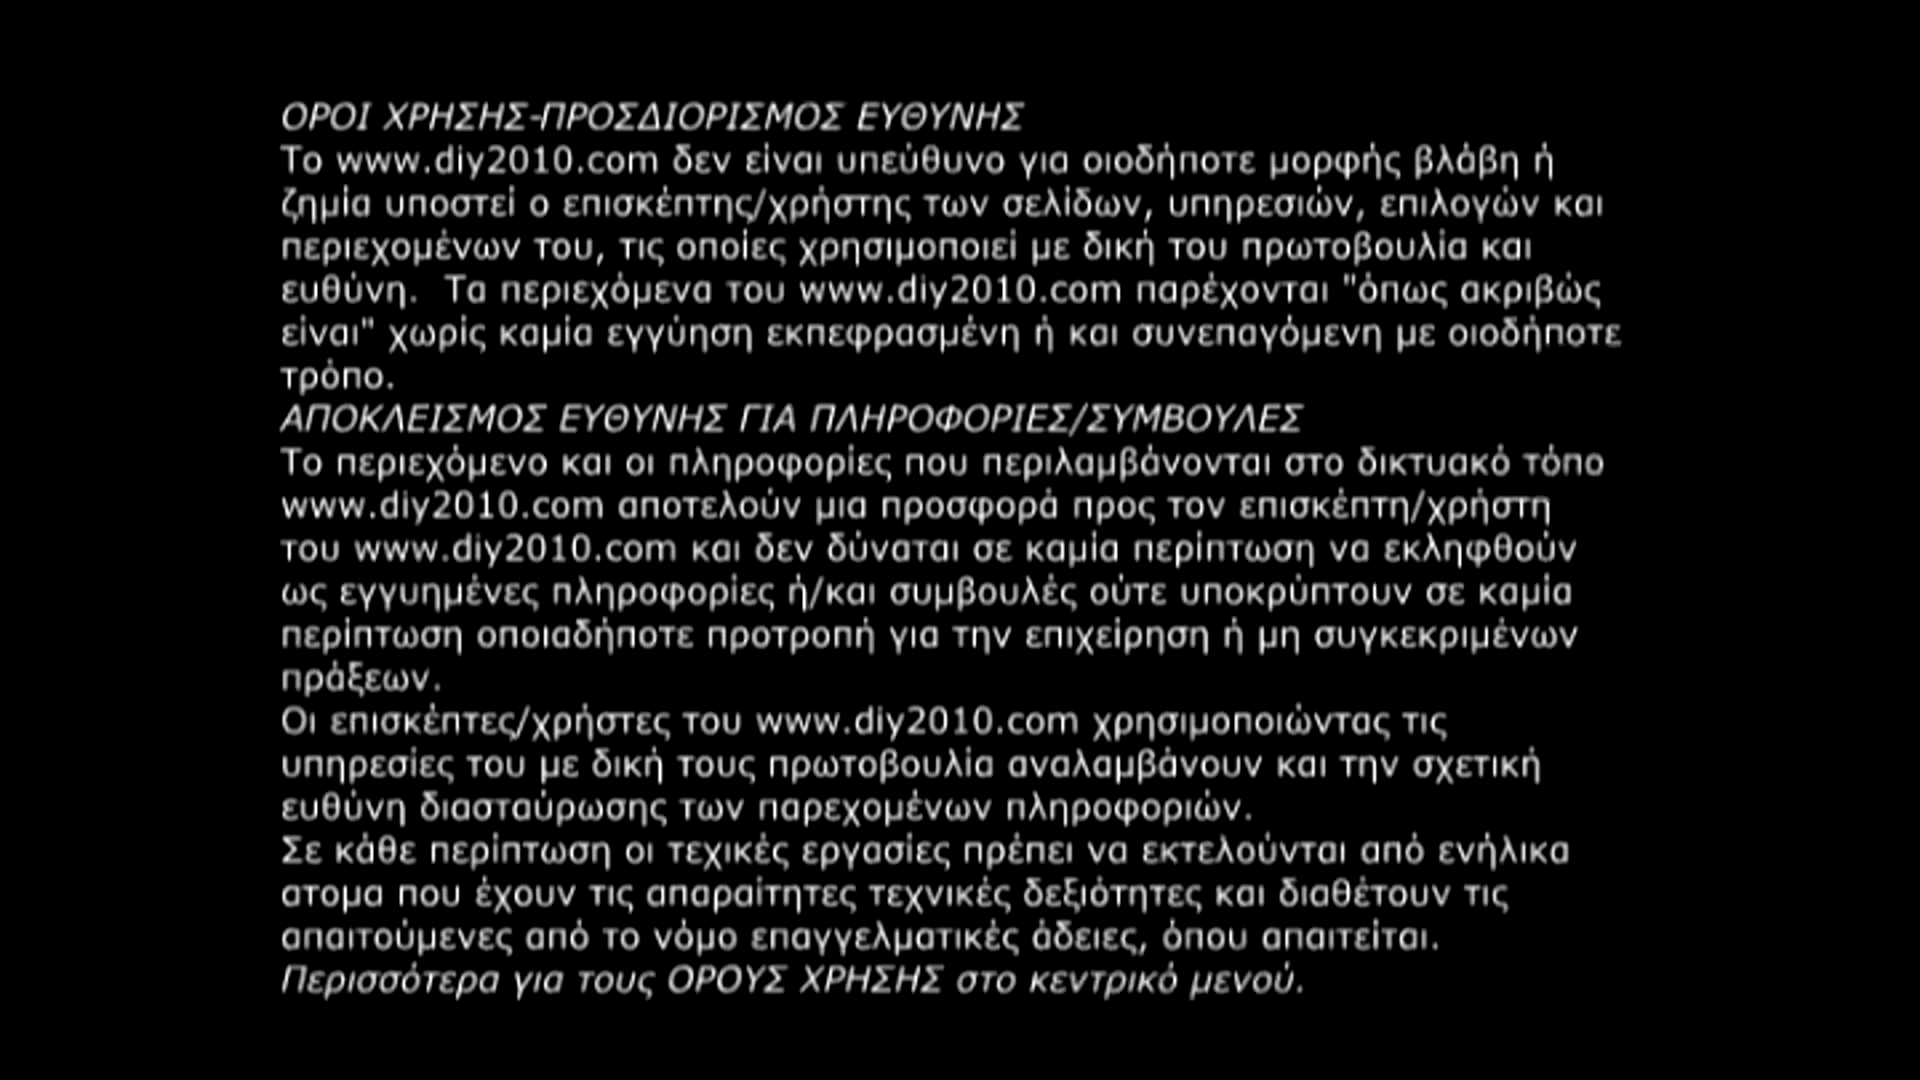 ΟΡΟΙ ΧΡΗΣΗΣ-ΠΡΟΣΔΙΟΡΙΣΜΟΣ ΕΥΘΥΝΗΣ
Το www.diy2010.com δεν είναι υπεύθυνο για οιοδήποτε μορφής βλάβη ή
ζημία υποστεί ο επισκέπτης/χρήστης των σελίδων, υπηρεσιών, επιλογών και
περιεχομένων του, τις οποίες χρησιμοποιεί με δική του πρωτοβουλία και
ευθύνη.  Τα περιεχόμενα του www.diy2010.com παρέχονται "όπως ακριβώς
είναι" χωρίς καμία εγγύηση εκπεφρασμένη ή και συνεπαγόμενη με οιοδήποτε
τρόπο.
ΑΠΟΚΛΕΙΣΜΟΣ ΕΥΘΥΝΗΣ ΓΙΑ ΠΛΗΡΟΦΟΡΙΕΣ/ΣΥΜΒΟΥΛΕΣ
Το περιεχόμενο και οι πληροφορίες που περιλαμβάνονται στο δικτυακό τόπο
www.diy2010.com αποτελούν μια προσφορά προς τον επισκέπτη/χρήστη
του www.diy2010.com και δεν δύναται σε καμία περίπτωση να εκληφθούν
ως εγγυημένες πληροφορίες ή/και συμβουλές ούτε υποκρύπτουν σε καμία
περίπτωση οποιαδήποτε προτροπή για την επιχείρηση ή μη συγκεκριμένων
πράξεων.
Οι επισκέπτες/χρήστες του www.diy2010.com χρησιμοποιώντας τις
υπηρεσίες του με δική τους πρωτοβουλία αναλαμβάνουν και την σχετική
ευθύνη διασταύρωσης των παρεχομένων πληροφοριών.
Σε κάθε περίπτωση οι τεχικές εργασίες πρέπει να εκτελούνται από ενήλικα
ατομα που έχουν τις απαραίτητες τεχνικές δεξιότητες και διαθέτουν τις
απαιτούμενες από το νόμο επαγγελματικές άδειες, όπου απαιτείται.
Περισσότερα για τους ΟΡΟΥΣ ΧΡΗΣΗΣ στο κεντρικό μενού.